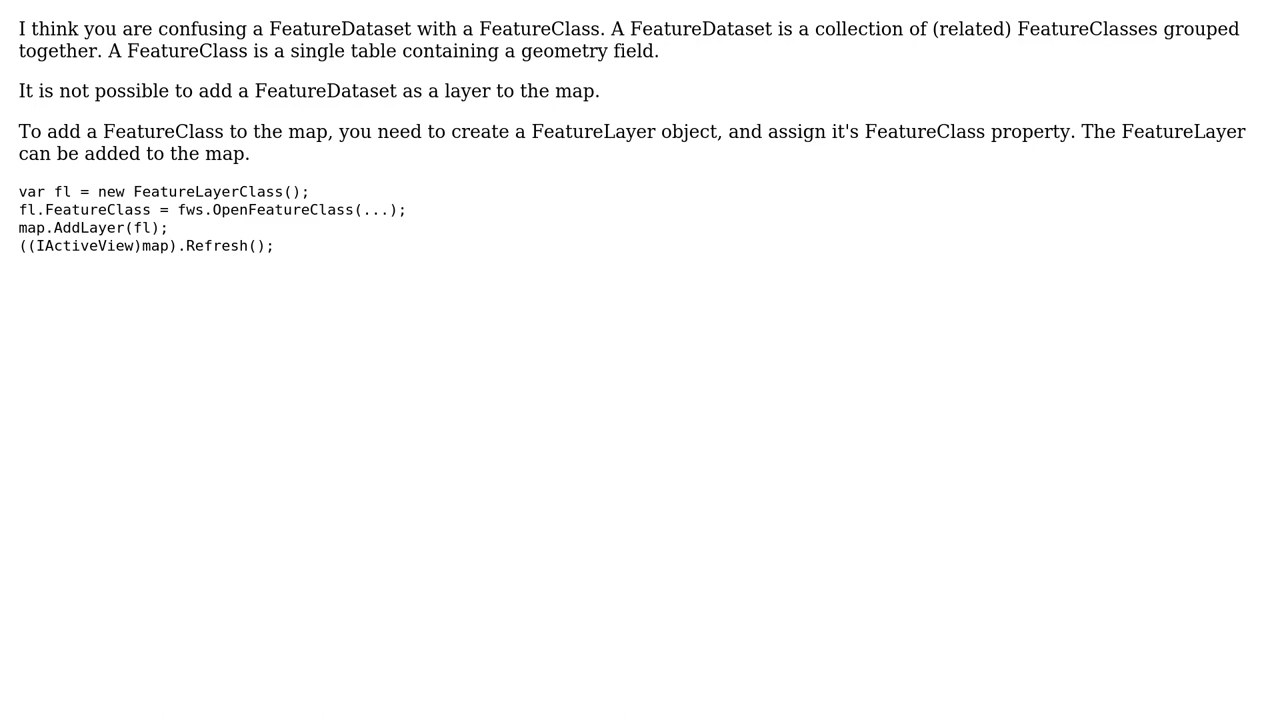 I think you are confusing a FeatureDataset with a FeatureClass. A FeatureDataset is a collection of (related) FeatureClasses grouped
together. A FeatureClass is a single table containing a geometry field.
It is not possible to add a FeatureDataset as a layer to the map.
To add a FeatureClass to the map, you need to create a FeatureLayer object, and assign it's FeatureClass property. The FeatureLayer
can be added to the map.
var fl = new FeatureLayerClass();
fl.FeatureClass = fws.OpenFeatureClass(...);
map.AddLayer(fl);
((IActiveView)map).Refresh();